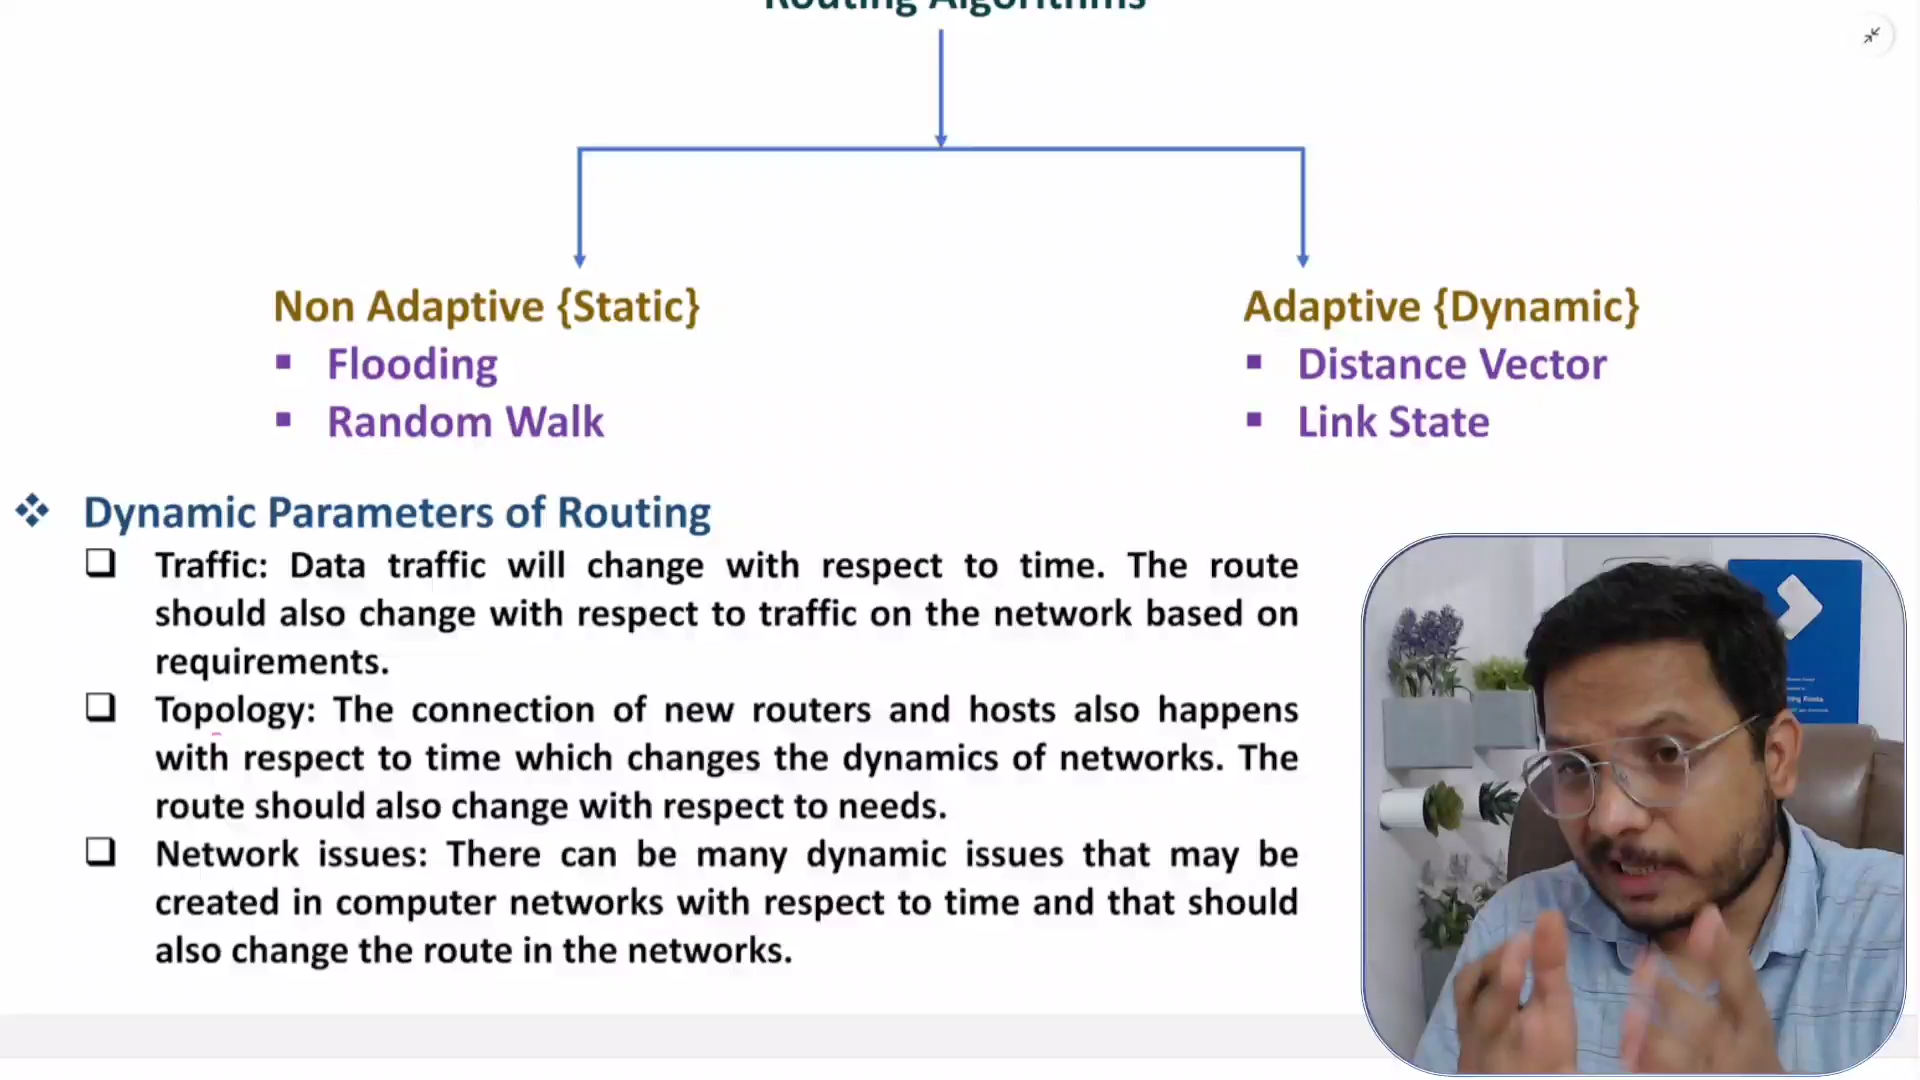 Routing Algorithms
Non Adaptive {Static}
Adaptive {Dynamic}
▪ Flooding
▪ Distance Vector
▪ Random Walk
▪ Link State
❖ Dynamic Parameters of Routing
❑ Traffic: Data traffic will change with respect to time. The route
should also change with respect to traffic on the network based on
requirements.
❑ Topology: The connection of new routers and hosts also happens
with respect to time which changes the dynamics of networks. The
route should also change with respect to needs.
❑ Network issues: There can be many dynamic issues that may be
created in computer networks with respect to time and that should
also change the route in the networks.